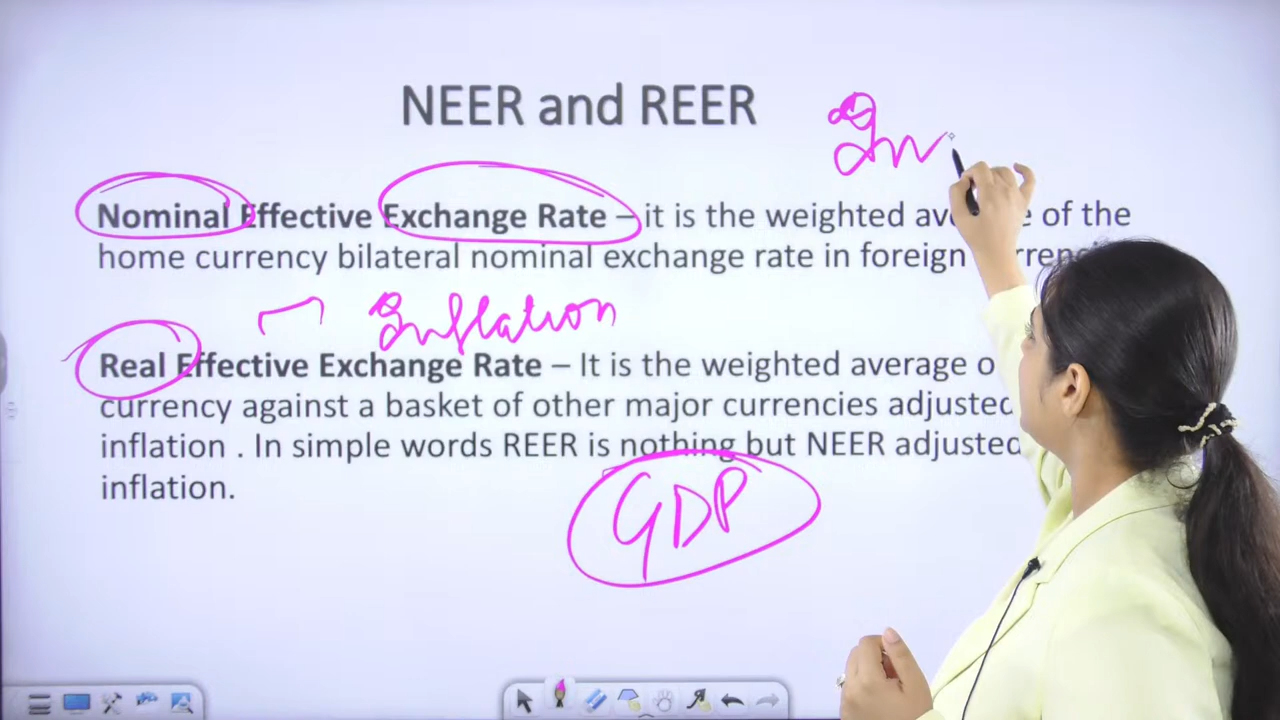 NEER and REER
Nominal Effective Exchange Rate – it is the weighted of the
home currency bilateral nominal exchange rate in foreign
Inflation
Real Effective Exchange Rate – It is the weighted average
currency against a basket of other major currencies adjusted
inflation . In simple words REER is nothing but NEER adjusted
inflation.
GDP